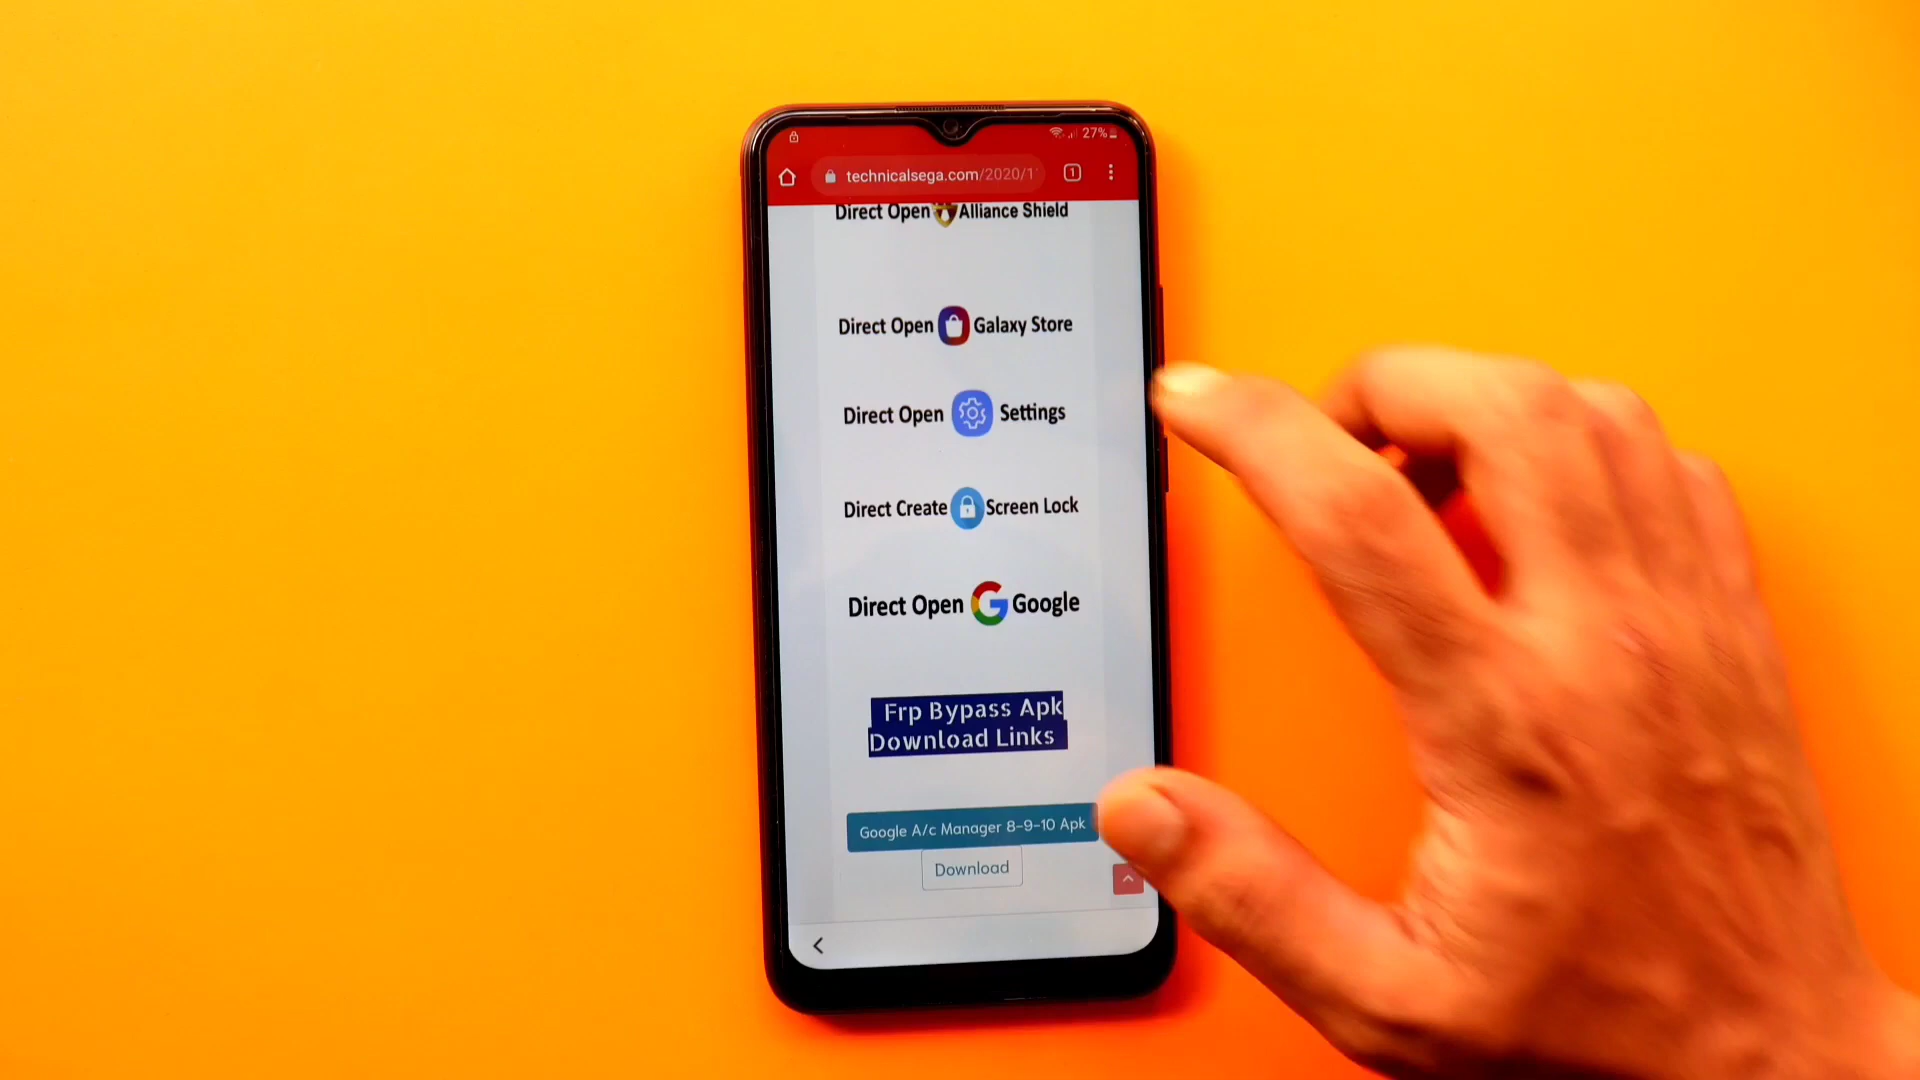 27%
technicalsega.com/2020/1
1
Direct Open Alliance Shield
Direct Open Galaxy Store
Direct Open Settings
Direct Create Screen Lock
Direct Open Google
Frp Bypass Apk
Download Links
Google A/c Manager 8-9-10 Apk
Download